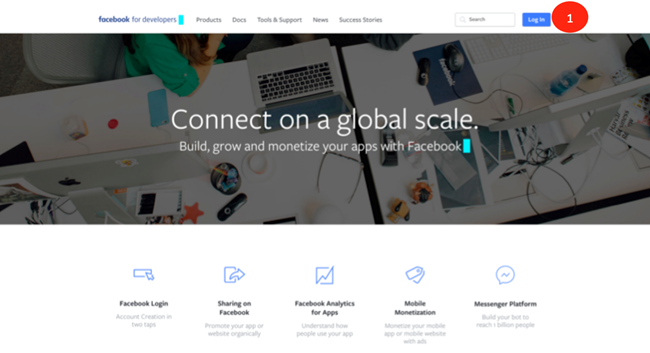 facebook for developers Products Docs Tools & Support News Success Stories Search Log In 1
Connect on a global scale.
Build, grow and monetize your apps with Facebook
Facebook Login
Account Creation in
two taps
Sharing on
Facebook
Promote your app or
website organically
Facebook Analytics
for Apps
Understand how
people use your app
Mobile
Monetization
Monetize your mobile
app or mobile website
with ads
Messenger Platform
Build your bot to
reach 1 billion people